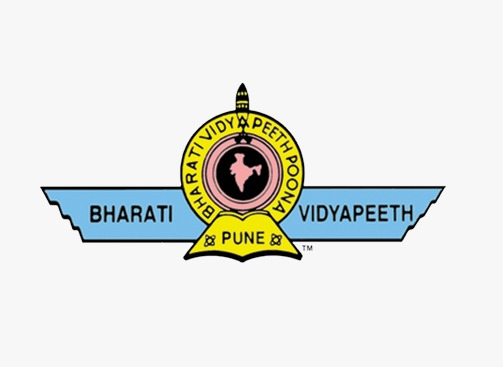 BHARATI VIDYAPEETH POONA
BHARATI VIDYAPEETH
PUNE
TM